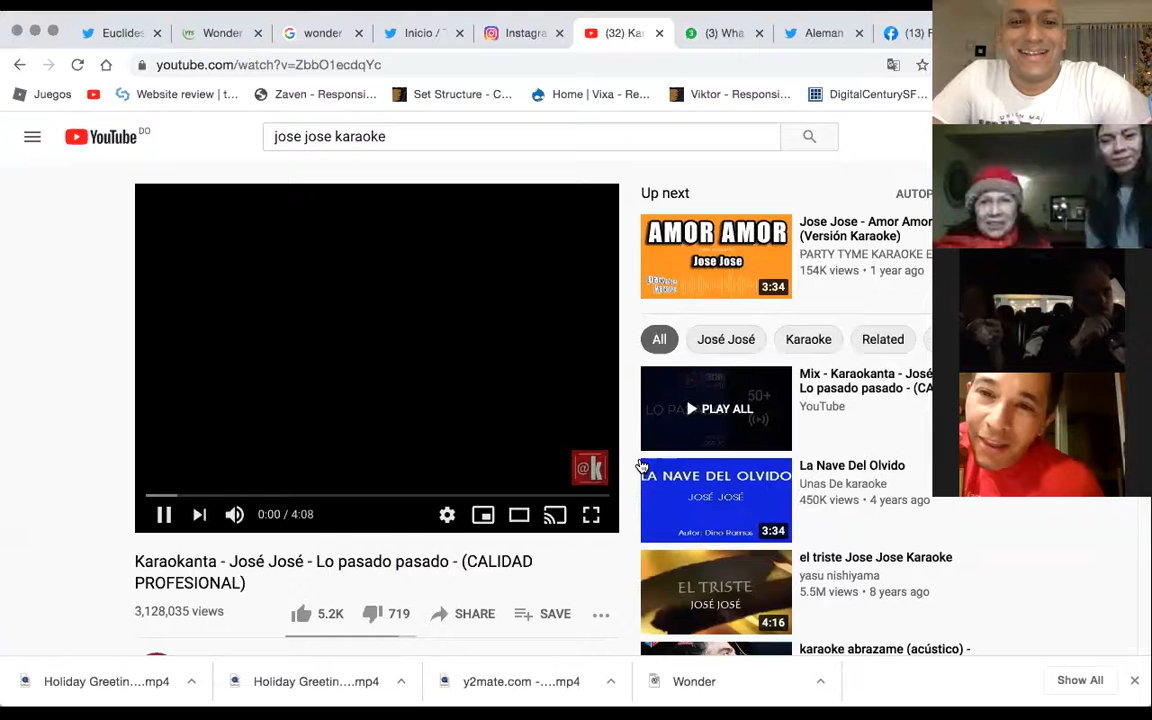 Euclides
Wonder
wonder
Inicio / T
Instagra
(32) Kar
(3) Wha
Aleman
(13) F
youtube.com/watch?v=ZbbO1ecdqYc
Juegos
Website review | t...
Zaven - Responsi...
Set Structure - C...
Home | Vixa - Re...
Viktor - Responsi...
DigitalCenturySF...
YouTube DO
jose jose karaoke
Up next
AUTOP
AMOR AMOR
Jose Jose
3:34
Jose Jose - Amor Amor
(Versión Karaoke)
PARTY TYME KARAOKE E
154K views • 1 year ago
All
José José
Karaoke
Related
LO PASADO
PLAY ALL
50+
Mix - Karaokanta - José
Lo pasado pasado - (CA
YouTube
LA NAVE DEL OLVIDO
JOSÉ JOSÉ
Autor: Dino Ramos
3:34
La Nave Del Olvido
Unas De karaoke
450K views • 4 years ago
@k
0:00 / 4:08
EL TRISTE
JOSÉ JOSÉ
4:16
el triste Jose Jose Karaoke
yasu nishiyama
5.5M views • 8 years ago
Karaokanta - José José - Lo pasado pasado - (CALIDAD
PROFESIONAL)
3,128,035 views
5.2K
719
SHARE
SAVE
karaoke abrazame (acústico) -
Holiday Greetin....mp4
Holiday Greetin....mp4
y2mate.com -....mp4
Wonder
Show All